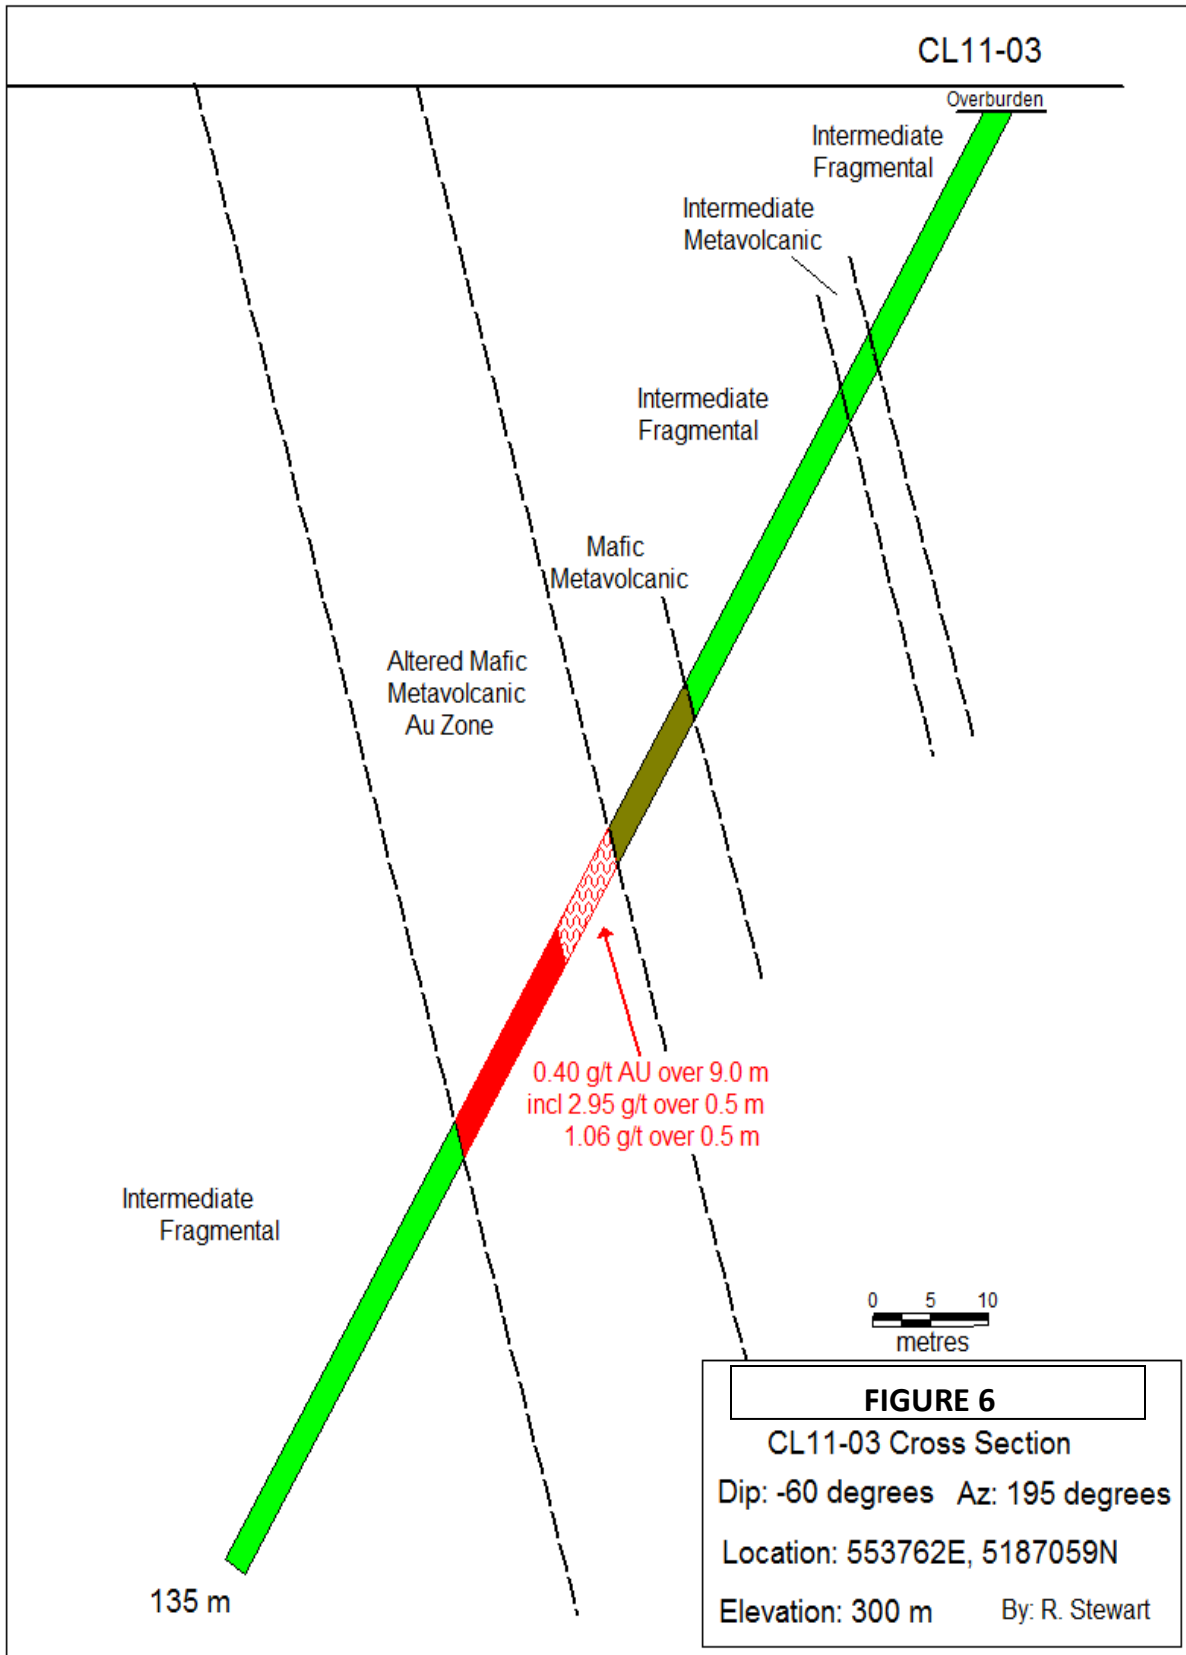 CL11-03
Overburden
Intermediate
Fragmental
Intermediate
Metavolcanic
Intermediate
Fragmental
Mafic
Metavolcanic
Altered Mafic
Metavolcanic
Au Zone
0.40 g/t AU over 9.0 m
incl 2.95 g/t over 0.5 m
1.06 g/t over 0.5 m
Intermediate
Fragmental
0 5 10
metres
135 m
FIGURE 6
CL11-03 Cross Section
Dip: -60 degrees Az: 195 degrees
Location: 553762E, 5187059N
Elevation: 300 m By: R. Stewart